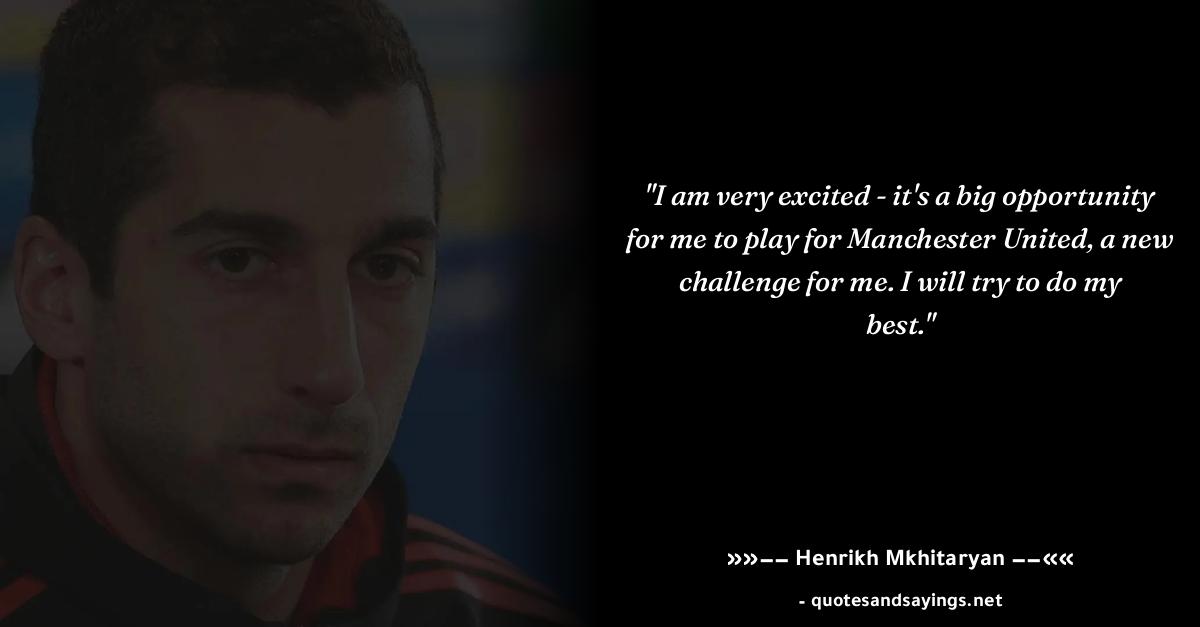 "I am very excited - it's a big opportunity
for me to play for Manchester United, a new
challenge for me. I will try to do my
best."
»»−− Henrikh Mkhitaryan −−««
- quotesandsayings.net